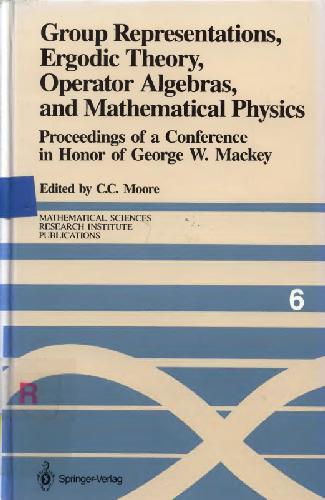 Group Representations,
Ergodic Theory,
Operator Algebras,
and Mathematical Physics
Proceedings of a Conference
in Honor of George W. Mackey
Edited by C.C. Moore
MATHEMATICAL SCIENCES
RESEARCH INSTITUTE
PUBLICATIONS
6
R
Springer-Verlag